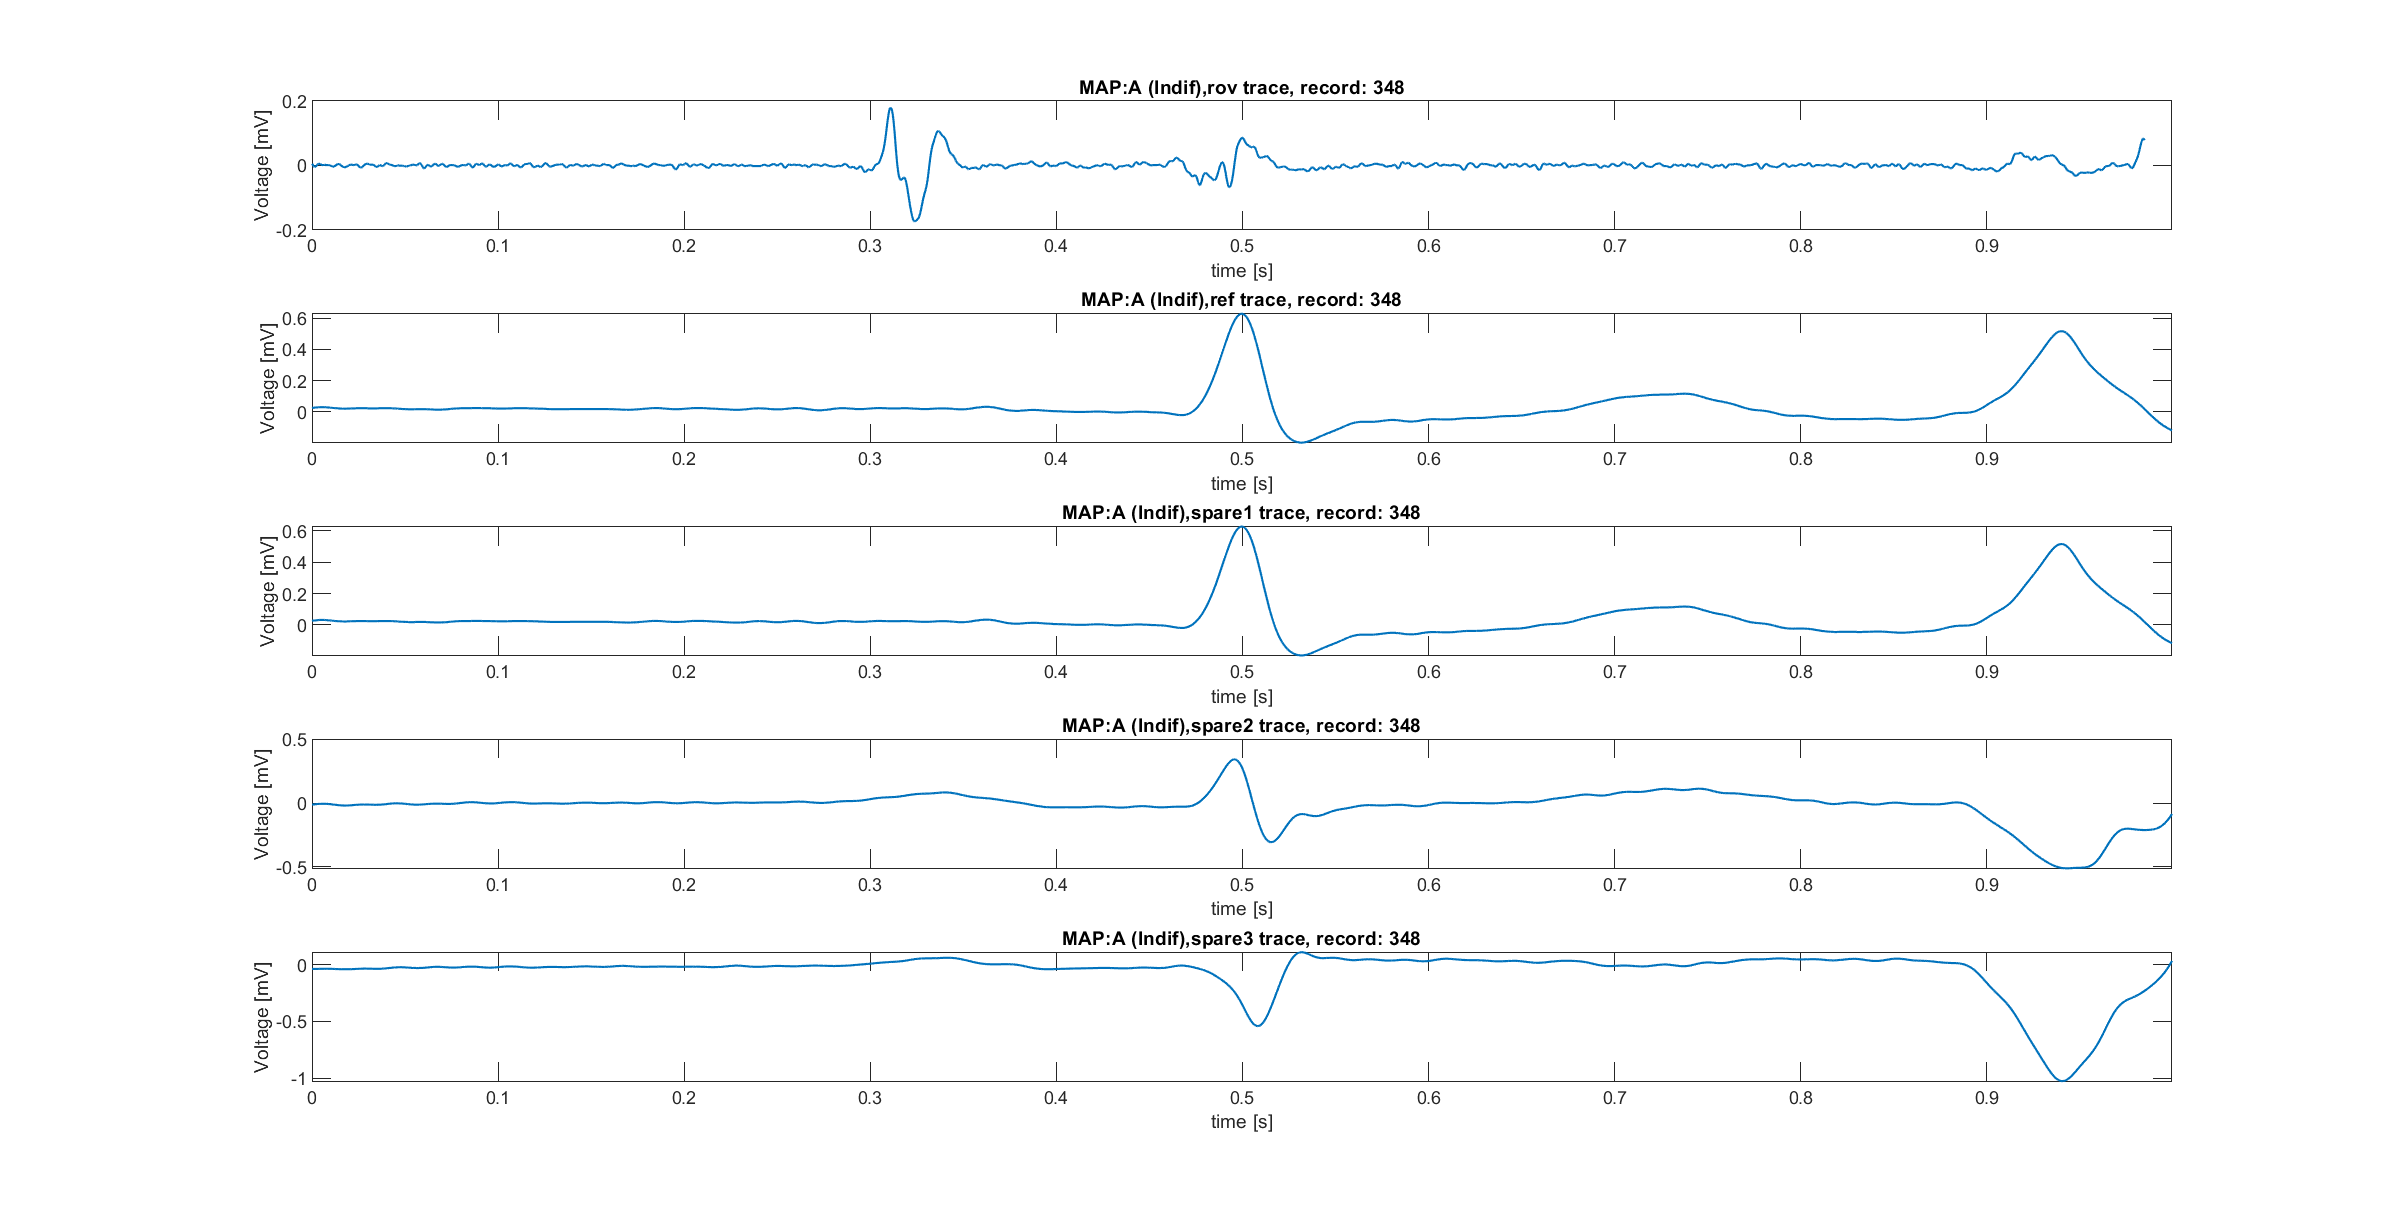 MAP:A (Indif),rov trace, record: 348
Voltage [mV]
0.2
0
-0.2
0 0.1 0.2 0.3 0.4 0.5 0.6 0.7 0.8 0.9
time [s]
MAP:A (Indif),ref trace, record: 348
Voltage [mV]
0.6
0.4
0.2
0
0 0.1 0.2 0.3 0.4 0.5 0.6 0.7 0.8 0.9
time [s]
MAP:A (Indif),spare1 trace, record: 348
Voltage [mV]
0.6
0.4
0.2
0
0 0.1 0.2 0.3 0.4 0.5 0.6 0.7 0.8 0.9
time [s]
MAP:A (Indif),spare2 trace, record: 348
Voltage [mV]
0.5
0
-0.5
0 0.1 0.2 0.3 0.4 0.5 0.6 0.7 0.8 0.9
time [s]
MAP:A (Indif),spare3 trace, record: 348
Voltage [mV]
0
-0.5
-1
0 0.1 0.2 0.3 0.4 0.5 0.6 0.7 0.8 0.9
time [s]